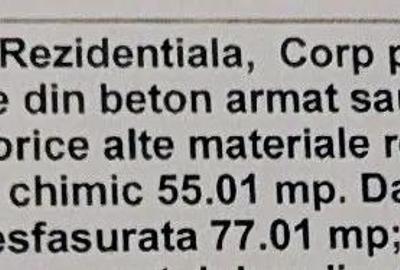 Rezidentiala, Corp p
e din beton armat sau
orice alte materiale r
chimic 55.01 mp. Da
esfasurata 77.01 mp;